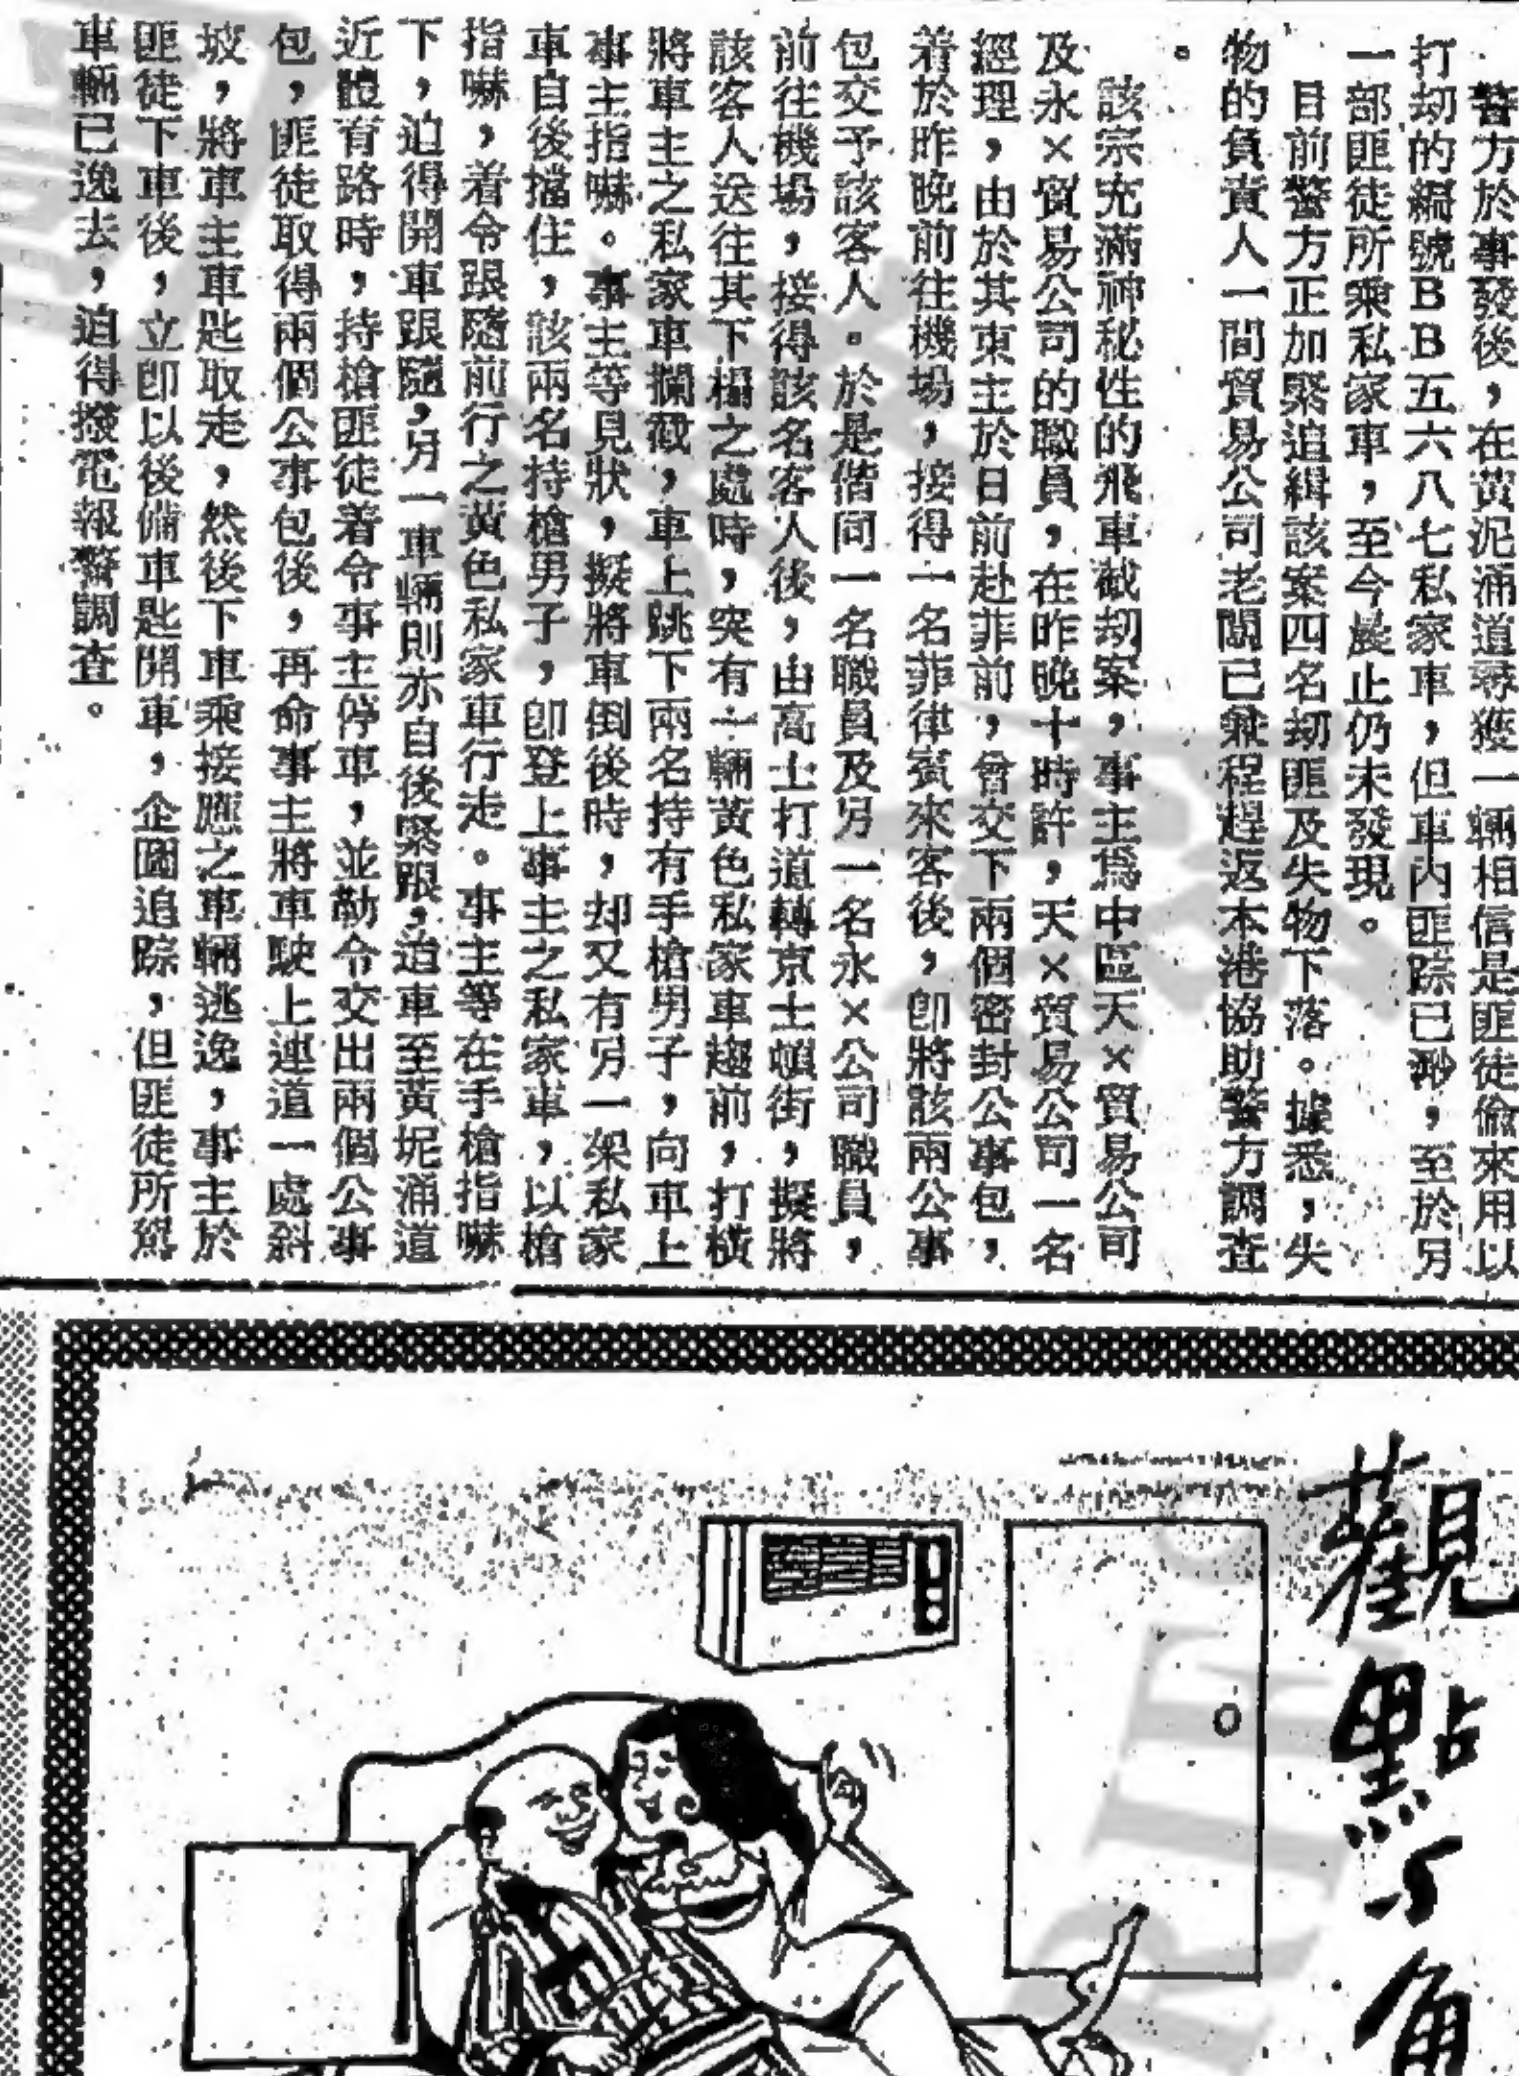 警方於事發後，在黃泥涌道尋獲一輛相信是匪徒偷來用以
打刼的編號ＢＢ五六八七私家車，但車內匪踪已渺，至於另
一部匪徒所乘私家車，至今晨止仍未發現。
目前警方正加緊追緝該案四名刼匪及失物下落。據悉，失
物的負責人一間貿易公司老闆已兼程趕返本港協助警方調查
。
該宗充滿神秘性的飛車截刼案，事主爲中區天×貿易公司
及永×貿易公司的職員，在昨晚十時許，天×貿易公司一名
經理，由於其東主於日前赴菲前，曾交下兩個密封公事包，
着於昨晚前往機場，接得一名菲律賓來客後，卽將該兩公事
包交予該客人。於是偕同一名職員及另一名永×公司職員，
前往機場，接得該名客人後，由高士打道轉京士頓街，擬將
該客人送往其下榻之處時，突有一輛黃色私家車趨前，打橫
將車主之私家車攔截，車上跳下兩名持有手槍男子，向車上
事主指嚇。事主等見狀，擬將車倒後時，却又有另一架私家
車自後擋住，該兩名持槍男子，卽登上事主之私家車，以槍
指嚇，着令跟隨前行之黃色私家車行走。事主等在手槍指嚇
下，迫得開車跟隨，另一車輛則亦自後緊跟，迨車至黃坭涌道
近體育路時，持槍匪徒着令事主停車，並勒令交出兩個公事
包，匪徒取得兩個公事包後，再命事主將車駛上連道一處斜
坡，將車主車匙取走，然後下車乘接應之車輛逃逸，事主於
匪徒下車後，立卽以後備車匙開車，企圖追踪，但匪徒所駕
車輛已逸去，迫得撥電報警調查。
觀點与角